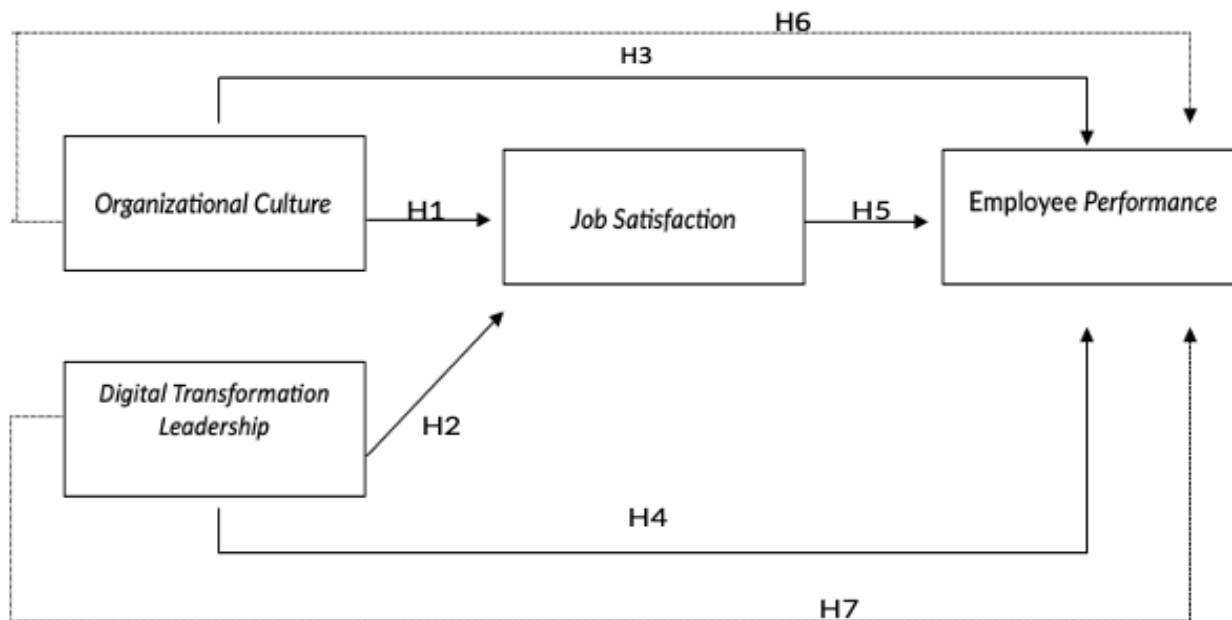 H6
H3
Organizational Culture
H1
Job Satisfaction
H5
Employee Performance
Digital Transformation
Leadership
H2
H4
H7